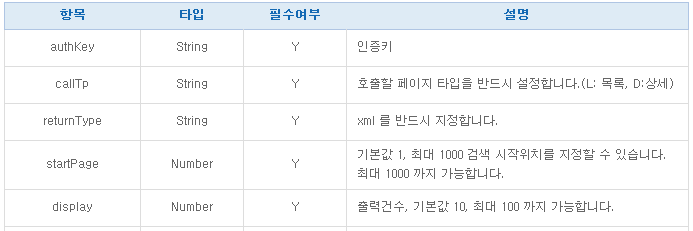 항목 타입 필수여부 설명
authKey String Y 인증키
callTp String Y 호출할 페이지 타입을 반드시 설정합니다.(L: 목록, D:상세)
returnType String Y xml 를 반드시 지정합니다.
startPage Number Y 기본값 1, 최대 1000 검색 시작위치를 지정할 수 있습니다.
최대 1000 까지 가능합니다.
display Number Y 출력건수, 기본값 10, 최대 100 까지 가능합니다.